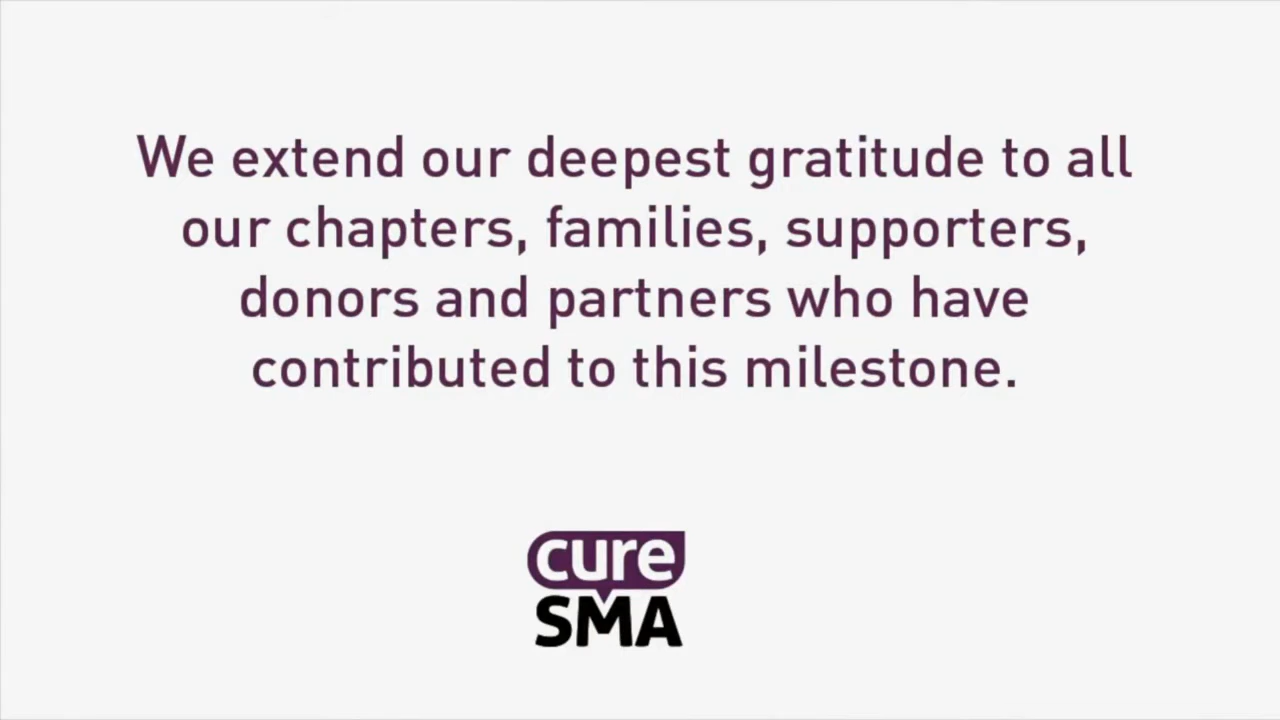 We extend our deepest gratitude to all
our chapters, families, supporters,
donors and partners who have
contributed to this milestone.
cure
SMA